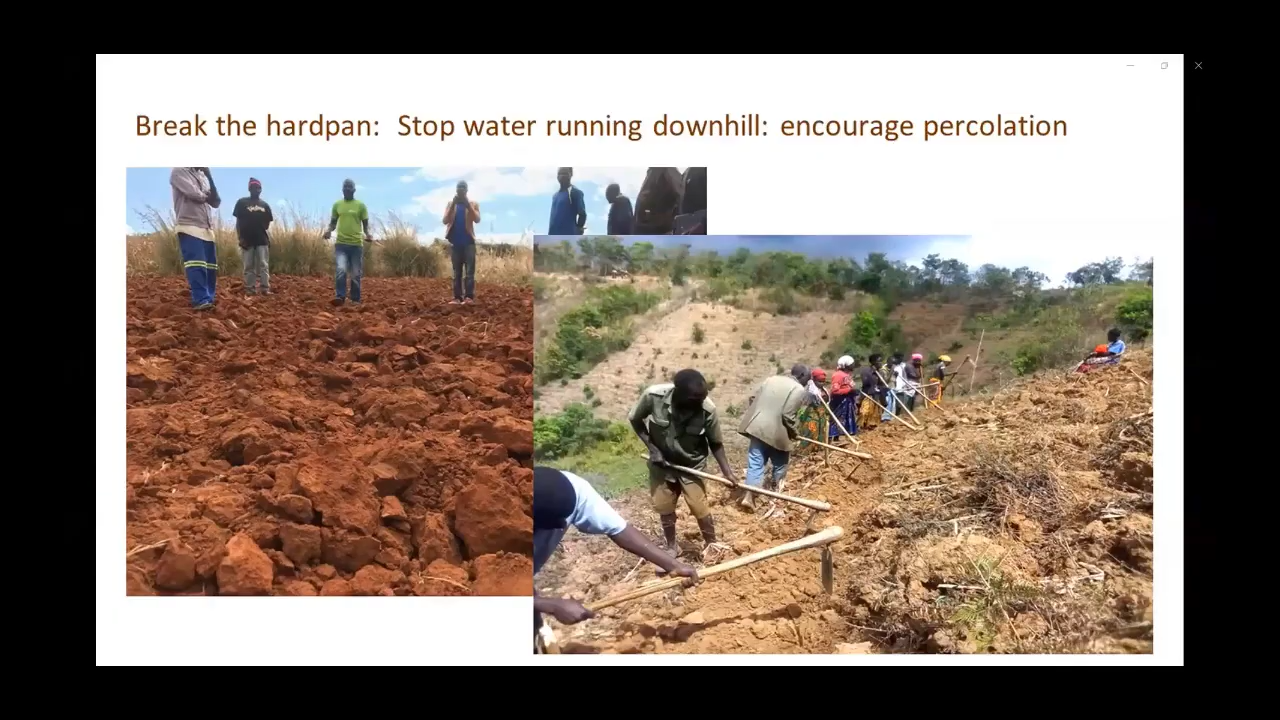 Break the hardpan: Stop water running downhill: encourage percolation